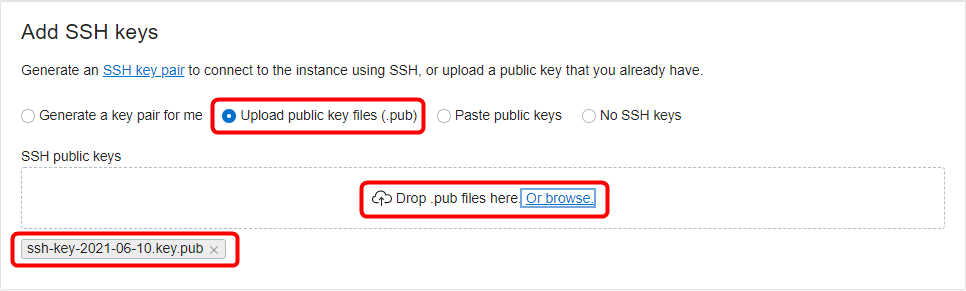 Add SSH keys
Generate an SSH key pair to connect to the instance using SSH, or upload a public key that you already have.
Generate a key pair for me Upload public key files (.pub) Paste public keys No SSH keys
SSH public keys
Drop .pub files here. Or browse.
ssh-key-2021-06-10.key.pub ×